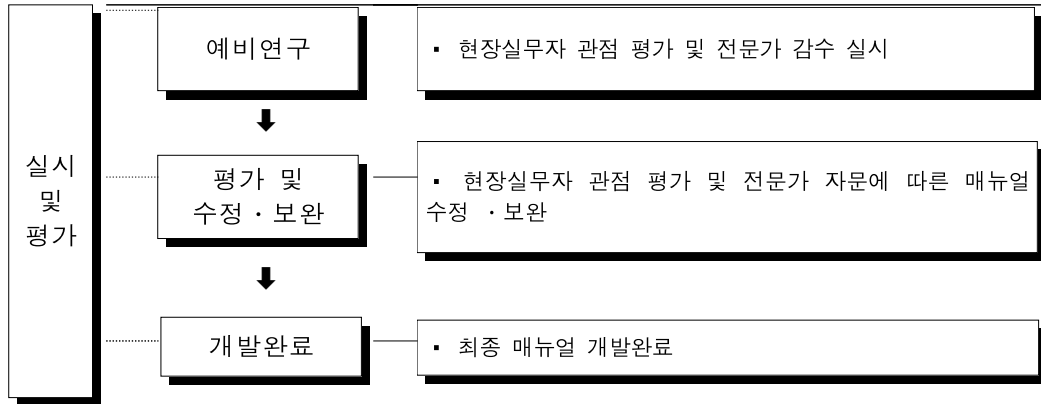 실시
및
평가
예비연구
▪ 현장실무자 관점 평가 및 전문가 감수 실시
평가 및
수정·보완
▪ 현장실무자 관점 평가 및 전문가 자문에 따른 매뉴얼
수정 ·보완
개발완료
▪ 최종 매뉴얼 개발완료